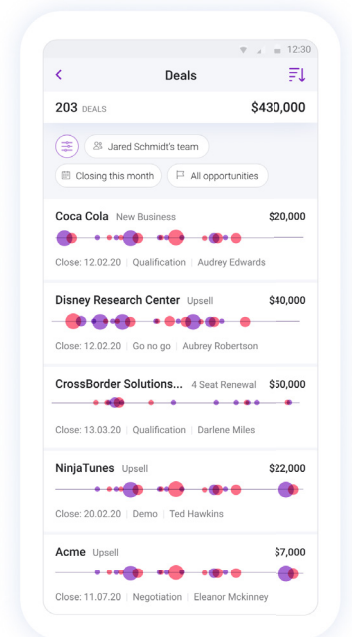 12:30
Deals
203 DEALS $430,000
Jared Schmidt's team
Closing this month All opportunities
Coca Cola New Business $20,000
Close: 12.02.20 | Qualification | Audrey Edwards
Disney Research Center Upsell $40,000
Close: 12.02.20 | Go no go | Aubrey Robertson
CrossBorder Solutions... 4 Seat Renewal $50,000
Close: 13.03.20 | Qualification | Darlene Miles
NinjaTunes Upsell $22,000
Close: 20.02.20 | Demo | Ted Hawkins
Acme Upsell $7,000
Close: 11.07.20 | Negotiation | Eleanor Mckinney